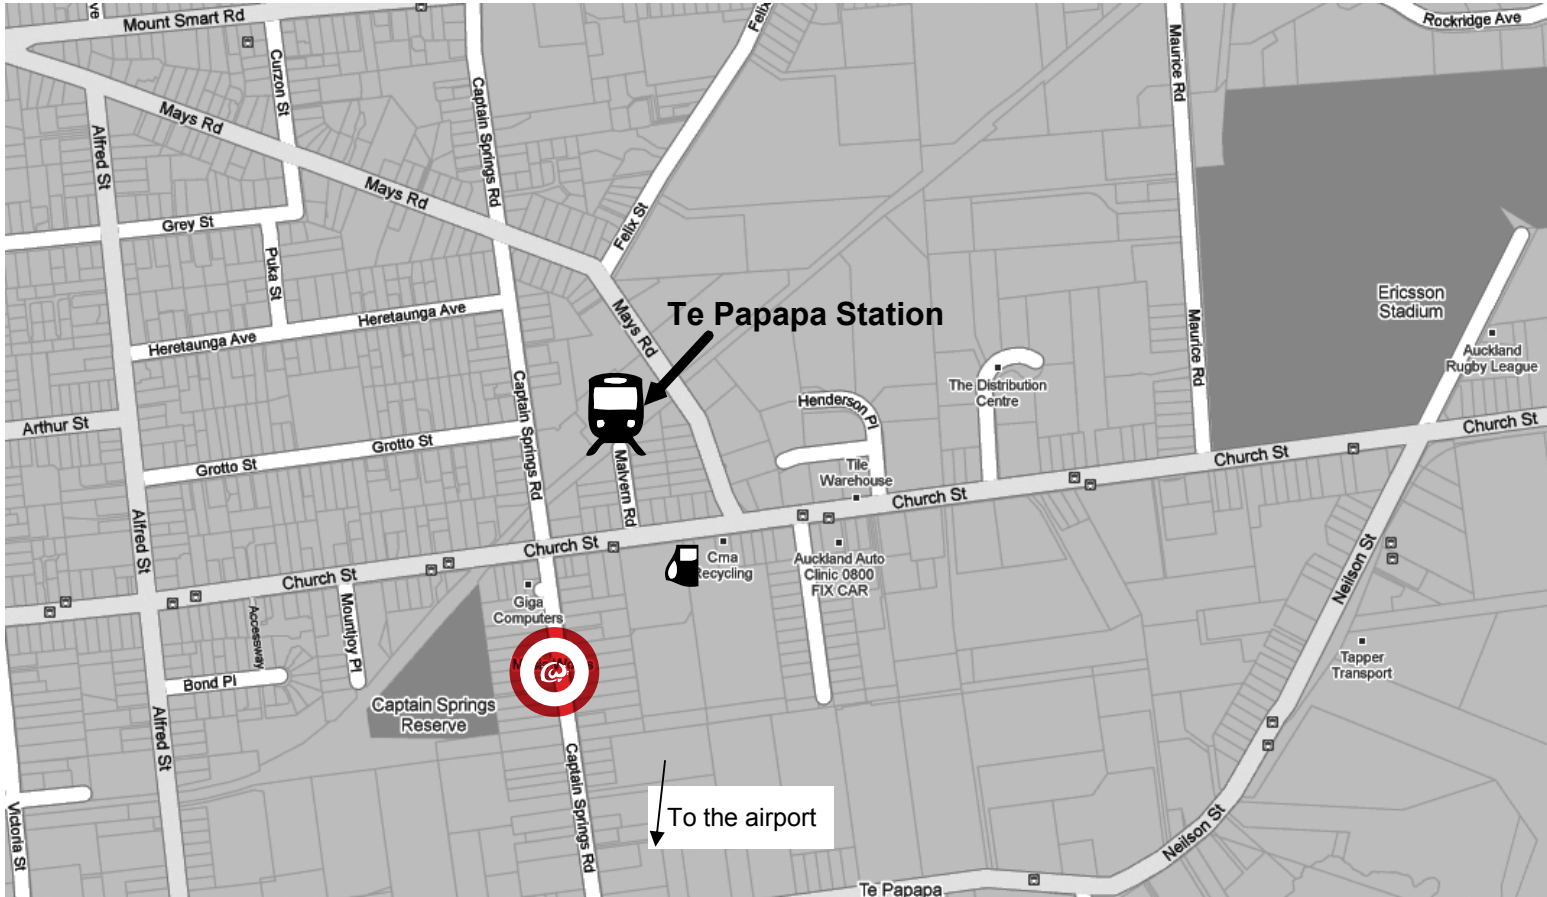 ve
Mount Smart Rd
Felix
Rockridge Ave
Curzon St
Captain Springs Rd
Maurice Rd
Mays Rd
Alfred St
Mays Rd
Grey St
Felix St
Puka St
Heretaunga Ave
Heretaunga Ave
Mays Rd
Te Papapa Station
Maurice Rd
Ericsson
Stadium
Auckland
Rugby League
The Distribution
Centre
Henderson Pl
Captain Springs Rd
Arthur St
Grotto St
Grotto St
Malvern Rd
Tile
Warehouse
Church St
Church St
Church St
Alfred St
Church St
Church St
Cma
Recycling
Auckland Auto
Clinic 0800
FIX CAR
Neilson St
Giga
Computers
Accessway
Mountjoy Pl
Bond Pl
@
Captain Springs
Reserve
Tapper
Transport
Alfred St
Captain Springs Rd
Victoria St
To the airport
Neilson St
Te Papapa